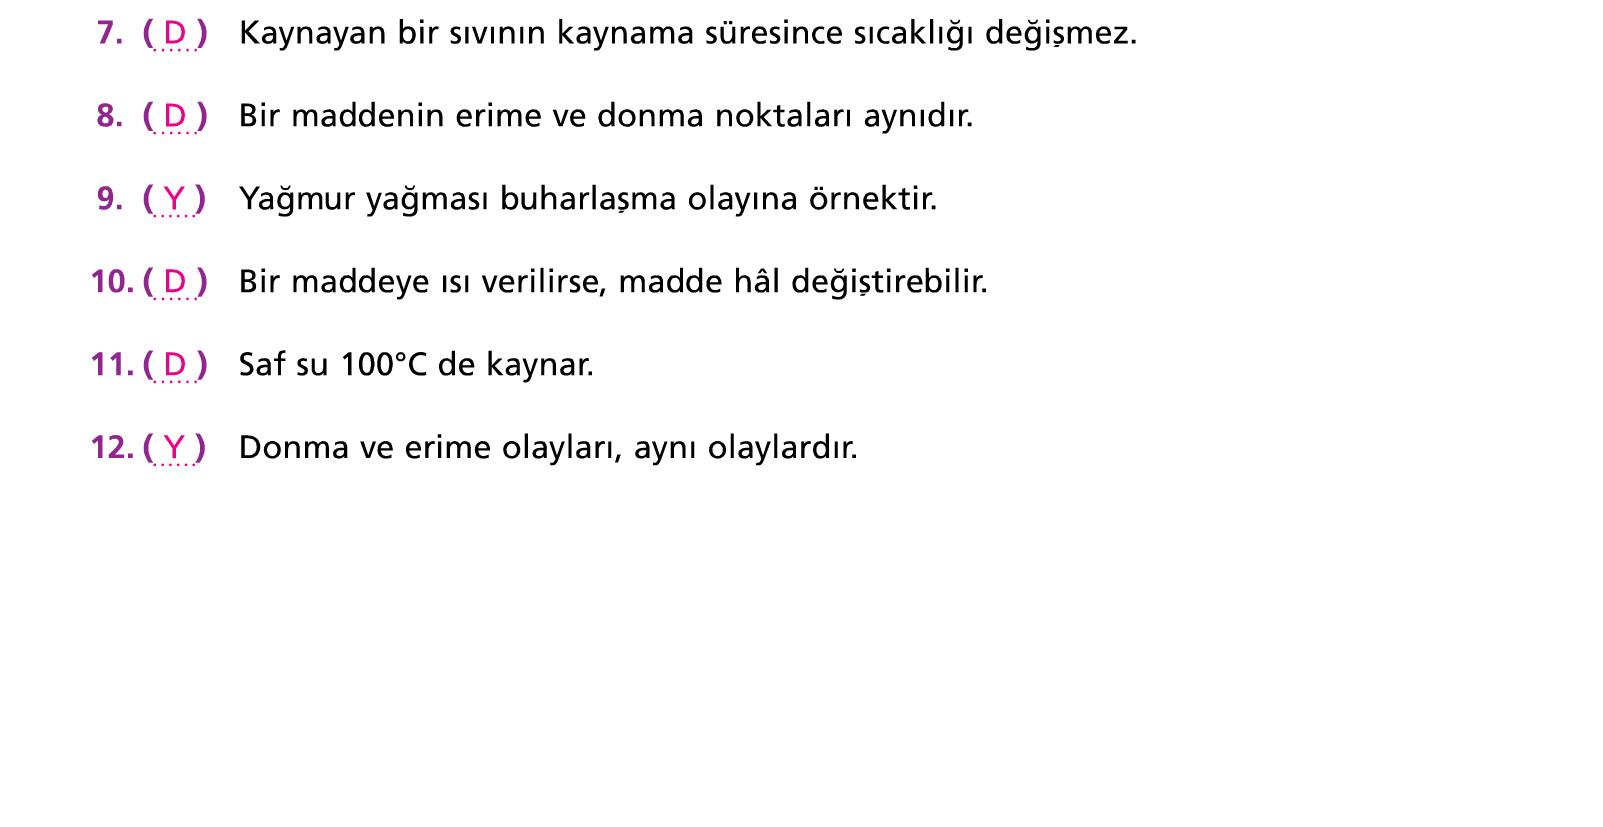 7. ( D ) Kaynayan bir sıvının kaynama süresince sıcaklığı değişmez.
8. ( D ) Bir maddenin erime ve donma noktaları aynıdır.
9. ( Y ) Yağmur yağması buharlaşma olayına örnektir.
10. ( D ) Bir maddeye ısı verilirse, madde hâl değiştirebilir.
11. ( D ) Saf su 100°C de kaynar.
12. ( Y ) Donma ve erime olayları, aynı olaylardır.